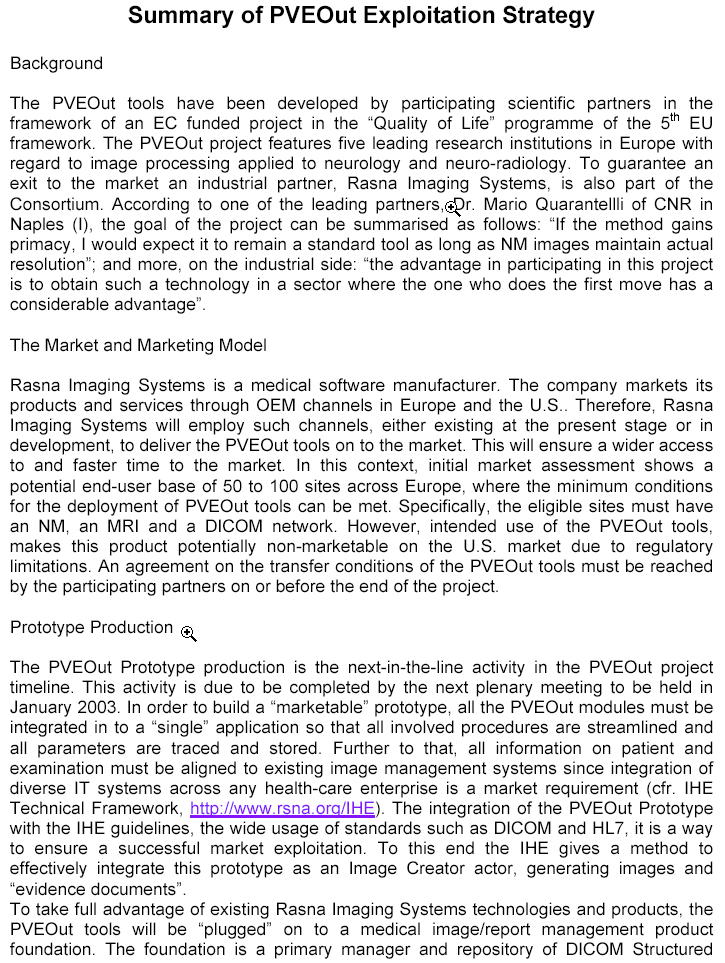 Summary of PVEOut Exploitation Strategy
Background
The PVEOut tools have been developed by participating scientific partners in the
framework of an EC funded project in the “Quality of Life” programme of the 5th EU
framework. The PVEOut project features five leading research institutions in Europe with
regard to image processing applied to neurology and neuro-radiology. To guarantee an
exit to the market an industrial partner, Rasna Imaging Systems, is also part of the
Consortium. According to one of the leading partners, Dr. Mario Quarantellli of CNR in
Naples (I), the goal of the project can be summarised as follows: “If the method gains
primacy, I would expect it to remain a standard tool as long as NM images maintain actual
resolution”; and more, on the industrial side: “the advantage in participating in this project
is to obtain such a technology in a sector where the one who does the first move has a
considerable advantage”.
The Market and Marketing Model
Rasna Imaging Systems is a medical software manufacturer. The company markets its
products and services through OEM channels in Europe and the U.S.. Therefore, Rasna
Imaging Systems will employ such channels, either existing at the present stage or in
development, to deliver the PVEOut tools on to the market. This will ensure a wider access
to and faster time to the market. In this context, initial market assessment shows a
potential end-user base of 50 to 100 sites across Europe, where the minimum conditions
for the deployment of PVEOut tools can be met. Specifically, the eligible sites must have
an NM, an MRI and a DICOM network. However, intended use of the PVEOut tools,
makes this product potentially non-marketable on the U.S. market due to regulatory
limitations. An agreement on the transfer conditions of the PVEOut tools must be reached
by the participating partners on or before the end of the project.
Prototype Production
The PVEOut Prototype production is the next-in-the-line activity in the PVEOut project
timeline. This activity is due to be completed by the next plenary meeting to be held in
January 2003. In order to build a “marketable” prototype, all the PVEOut modules must be
integrated in to a “single” application so that all involved procedures are streamlined and
all parameters are traced and stored. Further to that, all information on patient and
examination must be aligned to existing image management systems since integration of
diverse IT systems across any health-care enterprise is a market requirement (cfr. IHE
Technical Framework, http://www.rsna.org/IHE). The integration of the PVEOut Prototype
with the IHE guidelines, the wide usage of standards such as DICOM and HL7, it is a way
to ensure a successful market exploitation. To this end the IHE gives a method to
effectively integrate this prototype as an Image Creator actor, generating images and
“evidence documents”.
To take full advantage of existing Rasna Imaging Systems technologies and products, the
PVEOut tools will be “plugged” on to a medical image/report management product
foundation. The foundation is a primary manager and repository of DICOM Structured